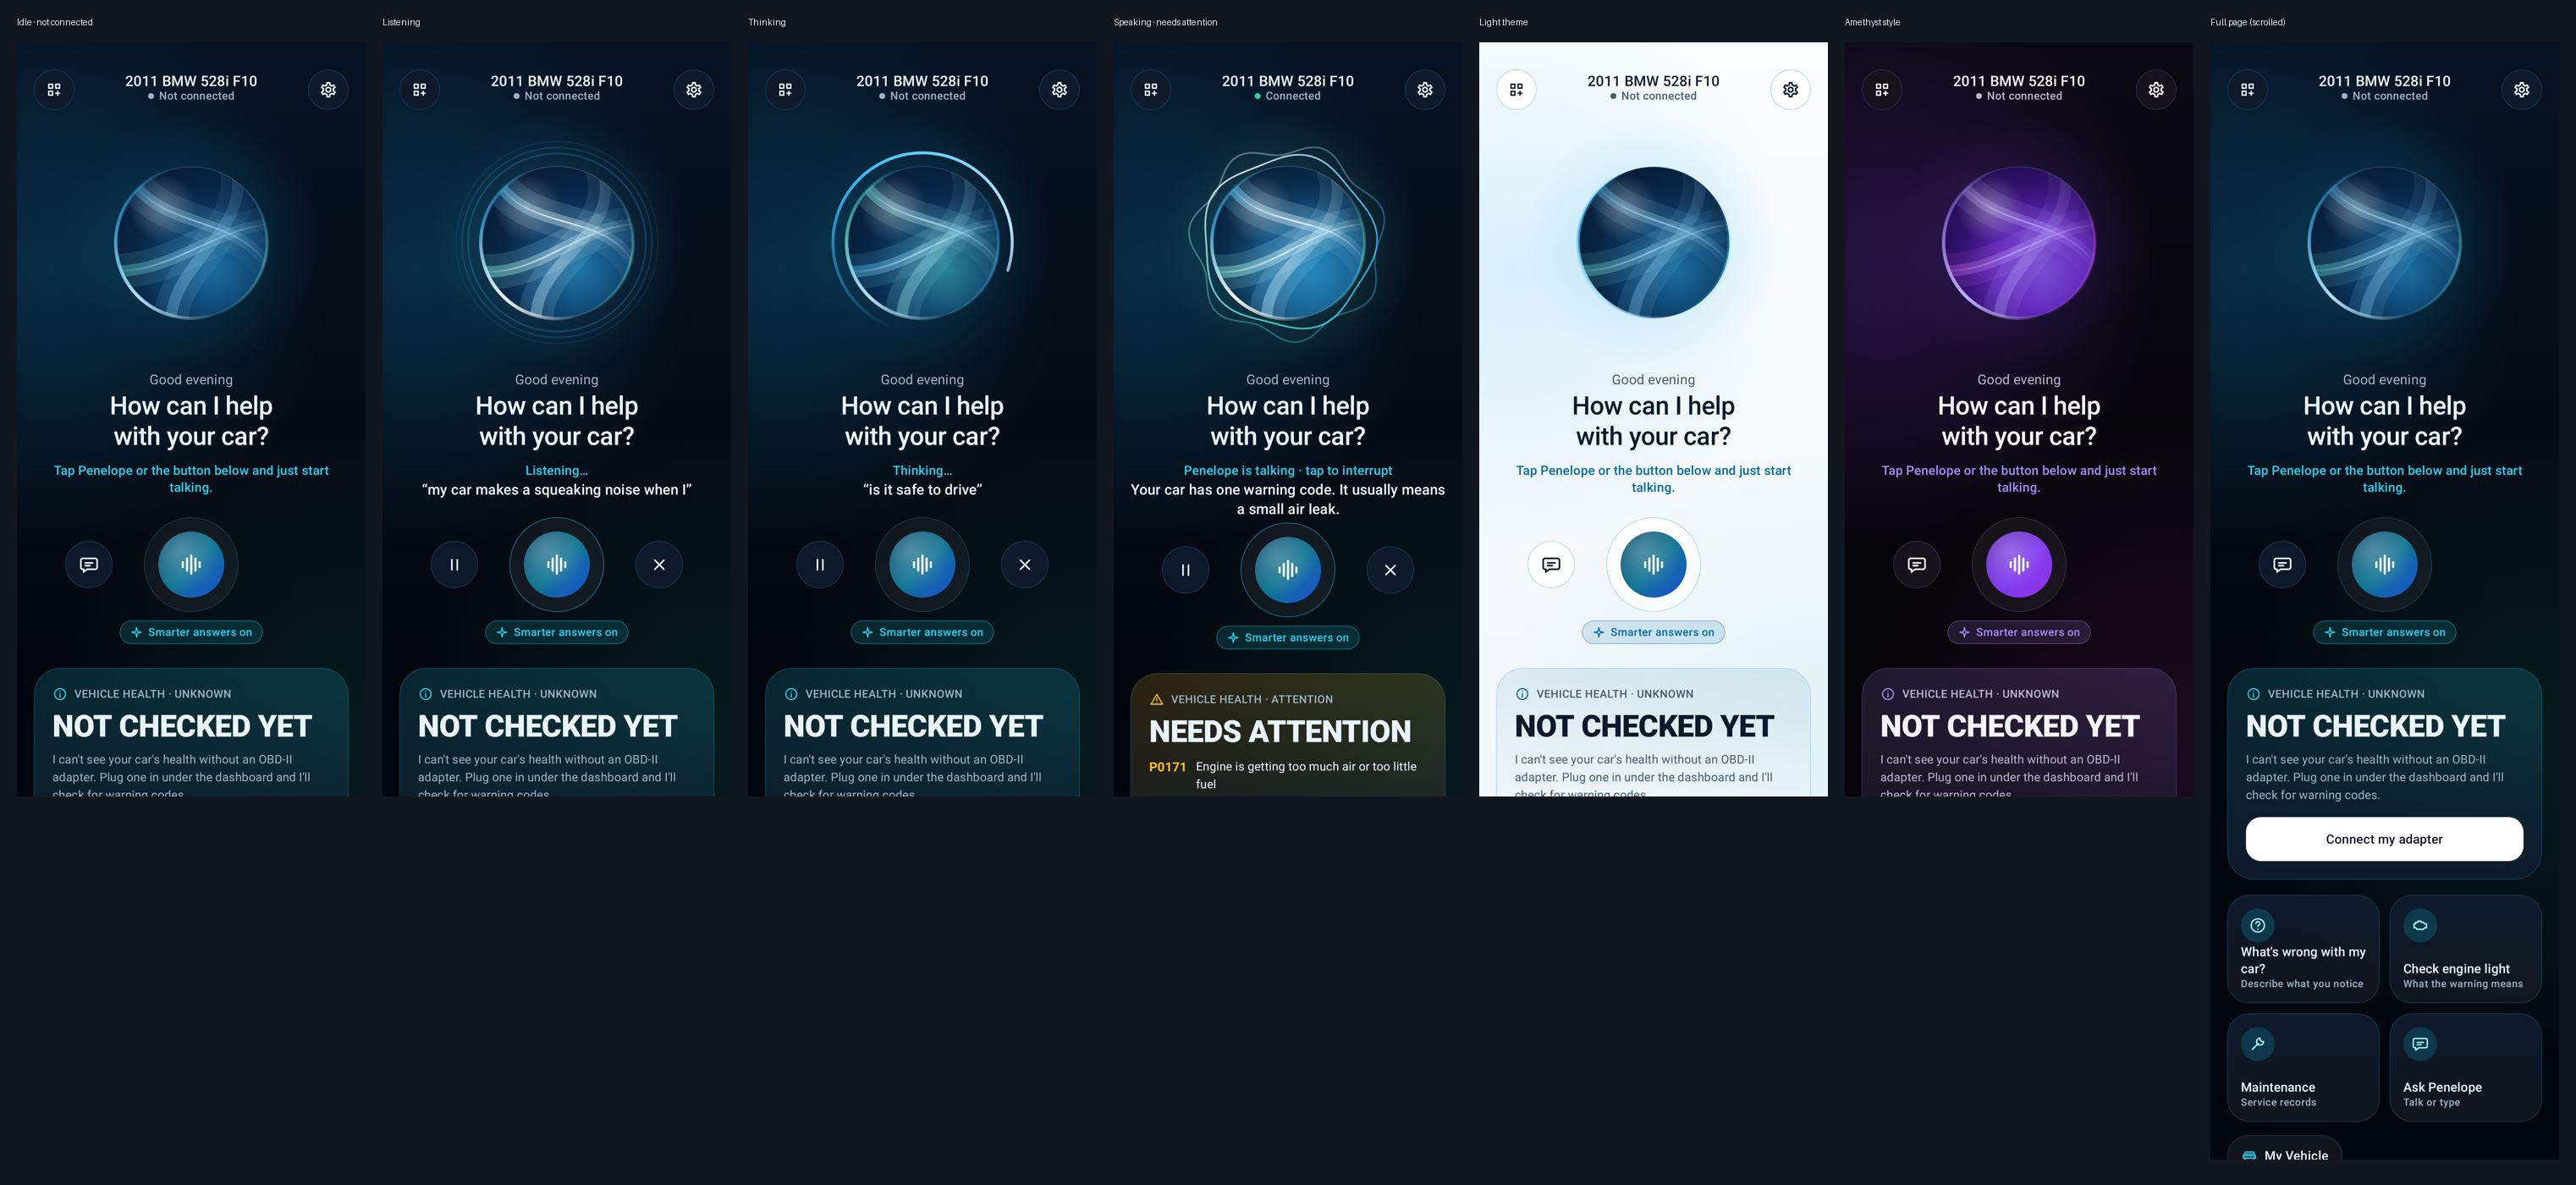 Idle · not connected
2011 BMW 528i F10
Not connected
Good evening
How can I help
with your car?
Tap Penelope or the button below and just start
talking.
Smarter answers on
VEHICLE HEALTH · UNKNOWN
NOT CHECKED YET
I can't see your car's health without an OBD-II
adapter. Plug one in under the dashboard and I'll
check for warning codes.
Listening
2011 BMW 528i F10
Not connected
Good evening
How can I help
with your car?
Listening…
“my car makes a squeaking noise when I”
Smarter answers on
VEHICLE HEALTH · UNKNOWN
NOT CHECKED YET
I can't see your car's health without an OBD-II
adapter. Plug one in under the dashboard and I'll
check for warning codes.
Thinking
2011 BMW 528i F10
Not connected
Good evening
How can I help
with your car?
Thinking…
“is it safe to drive”
Smarter answers on
VEHICLE HEALTH · UNKNOWN
NOT CHECKED YET
I can't see your car's health without an OBD-II
adapter. Plug one in under the dashboard and I'll
check for warning codes.
Speaking · needs attention
2011 BMW 528i F10
Connected
Good evening
How can I help
with your car?
Penelope is talking · tap to interrupt
Your car has one warning code. It usually means
a small air leak.
Smarter answers on
VEHICLE HEALTH · ATTENTION
NEEDS ATTENTION
P0171 Engine is getting too much air or too little
fuel
Light theme
2011 BMW 528i F10
Not connected
Good evening
How can I help
with your car?
Tap Penelope or the button below and just start
talking.
Smarter answers on
VEHICLE HEALTH · UNKNOWN
NOT CHECKED YET
I can't see your car's health without an OBD-II
adapter. Plug one in under the dashboard and I'll
check for warning codes.
Amethyst style
2011 BMW 528i F10
Not connected
Good evening
How can I help
with your car?
Tap Penelope or the button below and just start
talking.
Smarter answers on
VEHICLE HEALTH · UNKNOWN
NOT CHECKED YET
I can't see your car's health without an OBD-II
adapter. Plug one in under the dashboard and I'll
check for warning codes.
Full page (scrolled)
2011 BMW 528i F10
Not connected
Good evening
How can I help
with your car?
Tap Penelope or the button below and just start
talking.
Smarter answers on
VEHICLE HEALTH · UNKNOWN
NOT CHECKED YET
I can't see your car's health without an OBD-II
adapter. Plug one in under the dashboard and I'll
check for warning codes.
Connect my adapter
What's wrong with my
car?
Describe what you notice
Check engine light
What the warning means
Maintenance
Service records
Ask Penelope
Talk or type
My Vehicle